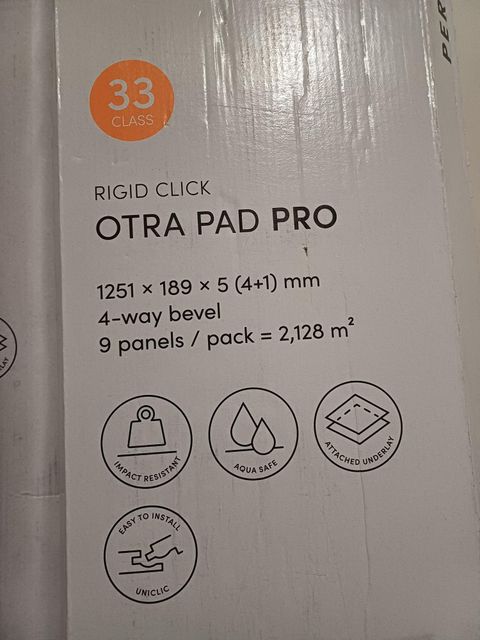 33
CLASS
RIGID CLICK
OTRA PAD PRO
1251 × 189 × 5 (4+1) mm
4-way bevel
9 panels / pack = 2,128 m²
IMPACT RESISTANT
AQUA SAFE
ATTACHED UNDERLAY
EASY TO INSTALL
UNICLIC